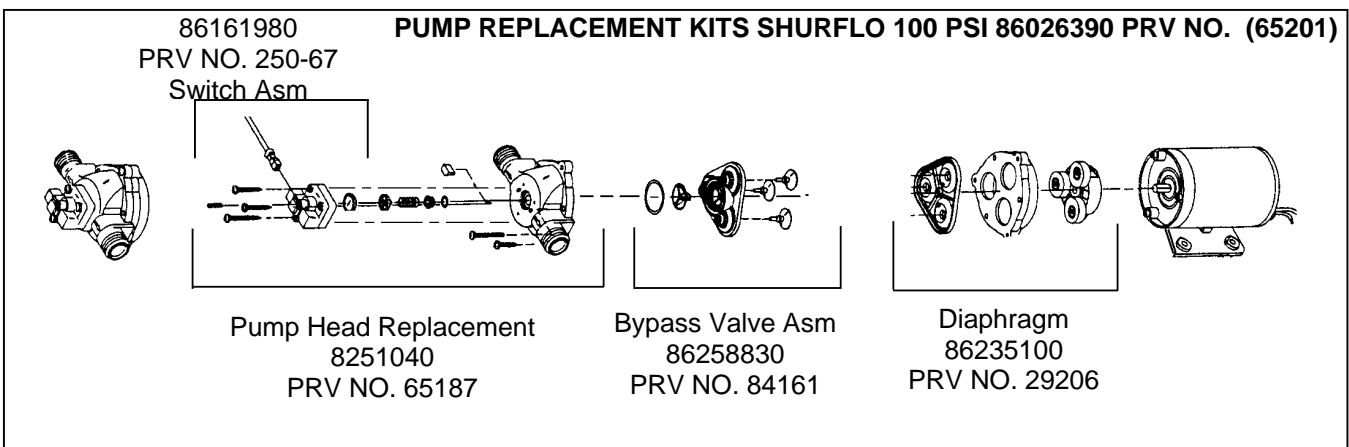 86161980
PRV NO. 250-67
Switch Asm
PUMP REPLACEMENT KITS SHURFLO 100 PSI 86026390 PRV NO. (65201)
Pump Head Replacement
8251040
PRV NO. 65187
Bypass Valve Asm
86258830
PRV NO. 84161
Diaphragm
86235100
PRV NO. 29206